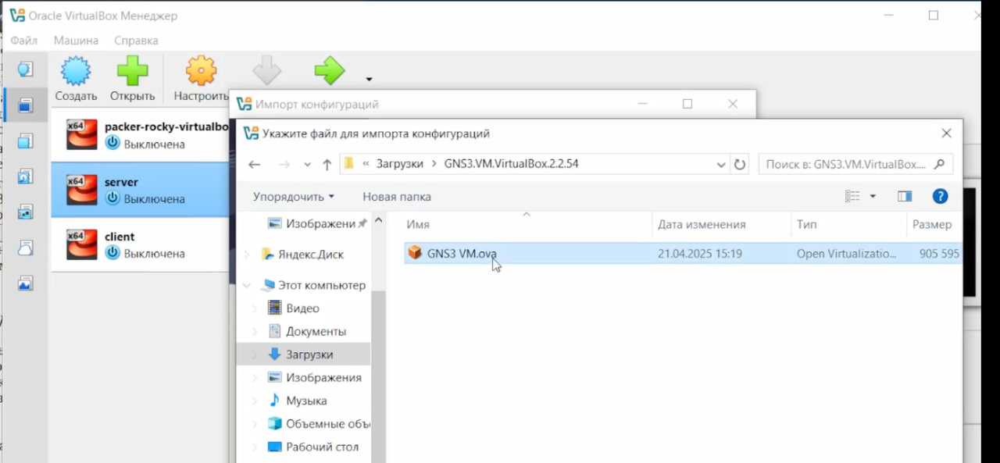 Oracle VirtualBox Менеджер
Файл Машина Справка
Создать Открыть Настроить
packer-rocky-virtualbo
Выключена
server
Выключена
client
Выключена
Импорт конфигураций
Укажите файл для импорта конфигураций
« Загрузки › GNS3.VM.VirtualBox.2.2.54
Поиск в: GNS3.VM.VirtualBox....
Упорядочить Новая папка
Изображени
Яндекс.Диск
Этот компьютер
Видео
Документы
Загрузки
Изображения
Музыка
Объемные объ
Рабочий стол
Имя Дата изменения Тип Размер
GNS3 VM.ova 21.04.2025 15:19 Open Virtualizatio... 905 595
x64
x64
x64